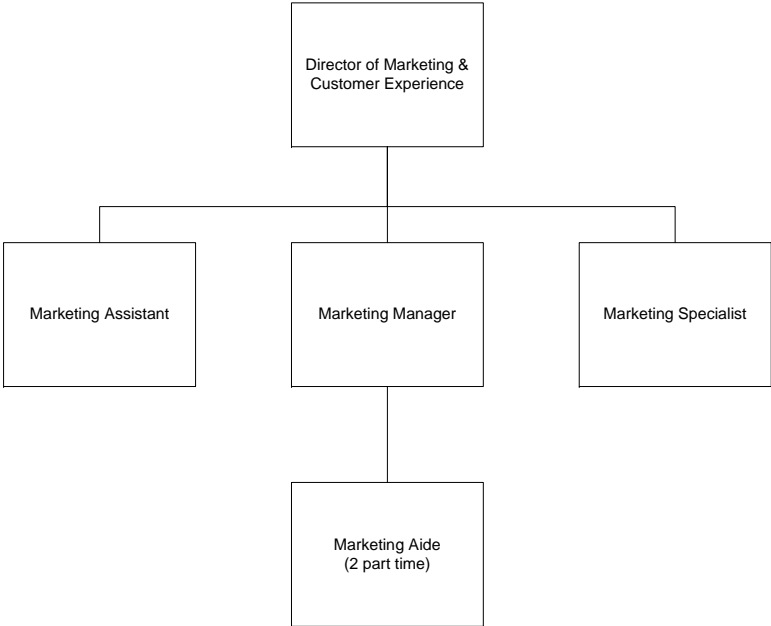 Director of Marketing &
Customer Experience
Marketing Assistant
Marketing Manager
Marketing Specialist
Marketing Aide
(2 part time)